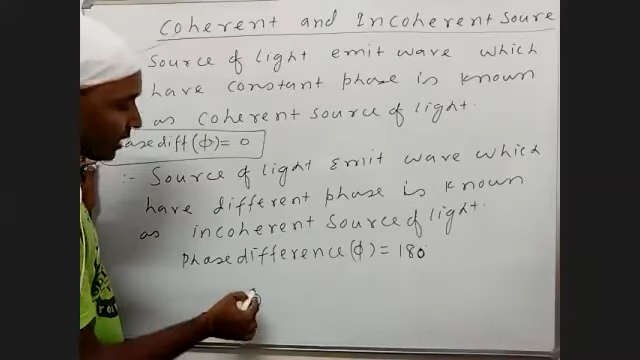 Coherent and Incoherent Soure
Source of light emit wave which
have constant phase is known
as coherent source of light.
phase diff (ϕ) = 0
:- Source of light Emit wave which
have different phase is known
as incoherent Source of light.
phase difference (ϕ) = 180